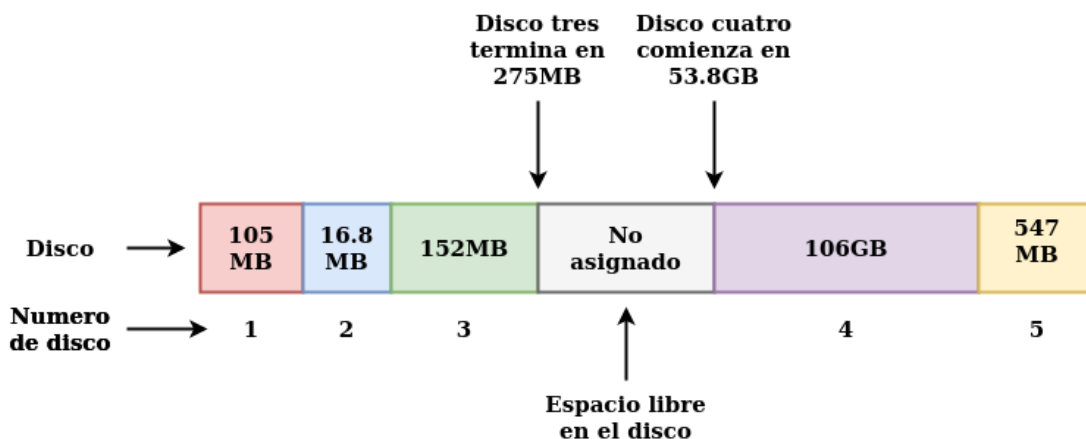 Disco tres
termina en
275MB
Disco cuatro
comienza en
53.8GB
Disco
105
MB
16.8
MB
152MB
No
asignado
106GB
547
MB
Numero
de disco
1
2
3
4
5
Espacio libre
en el disco